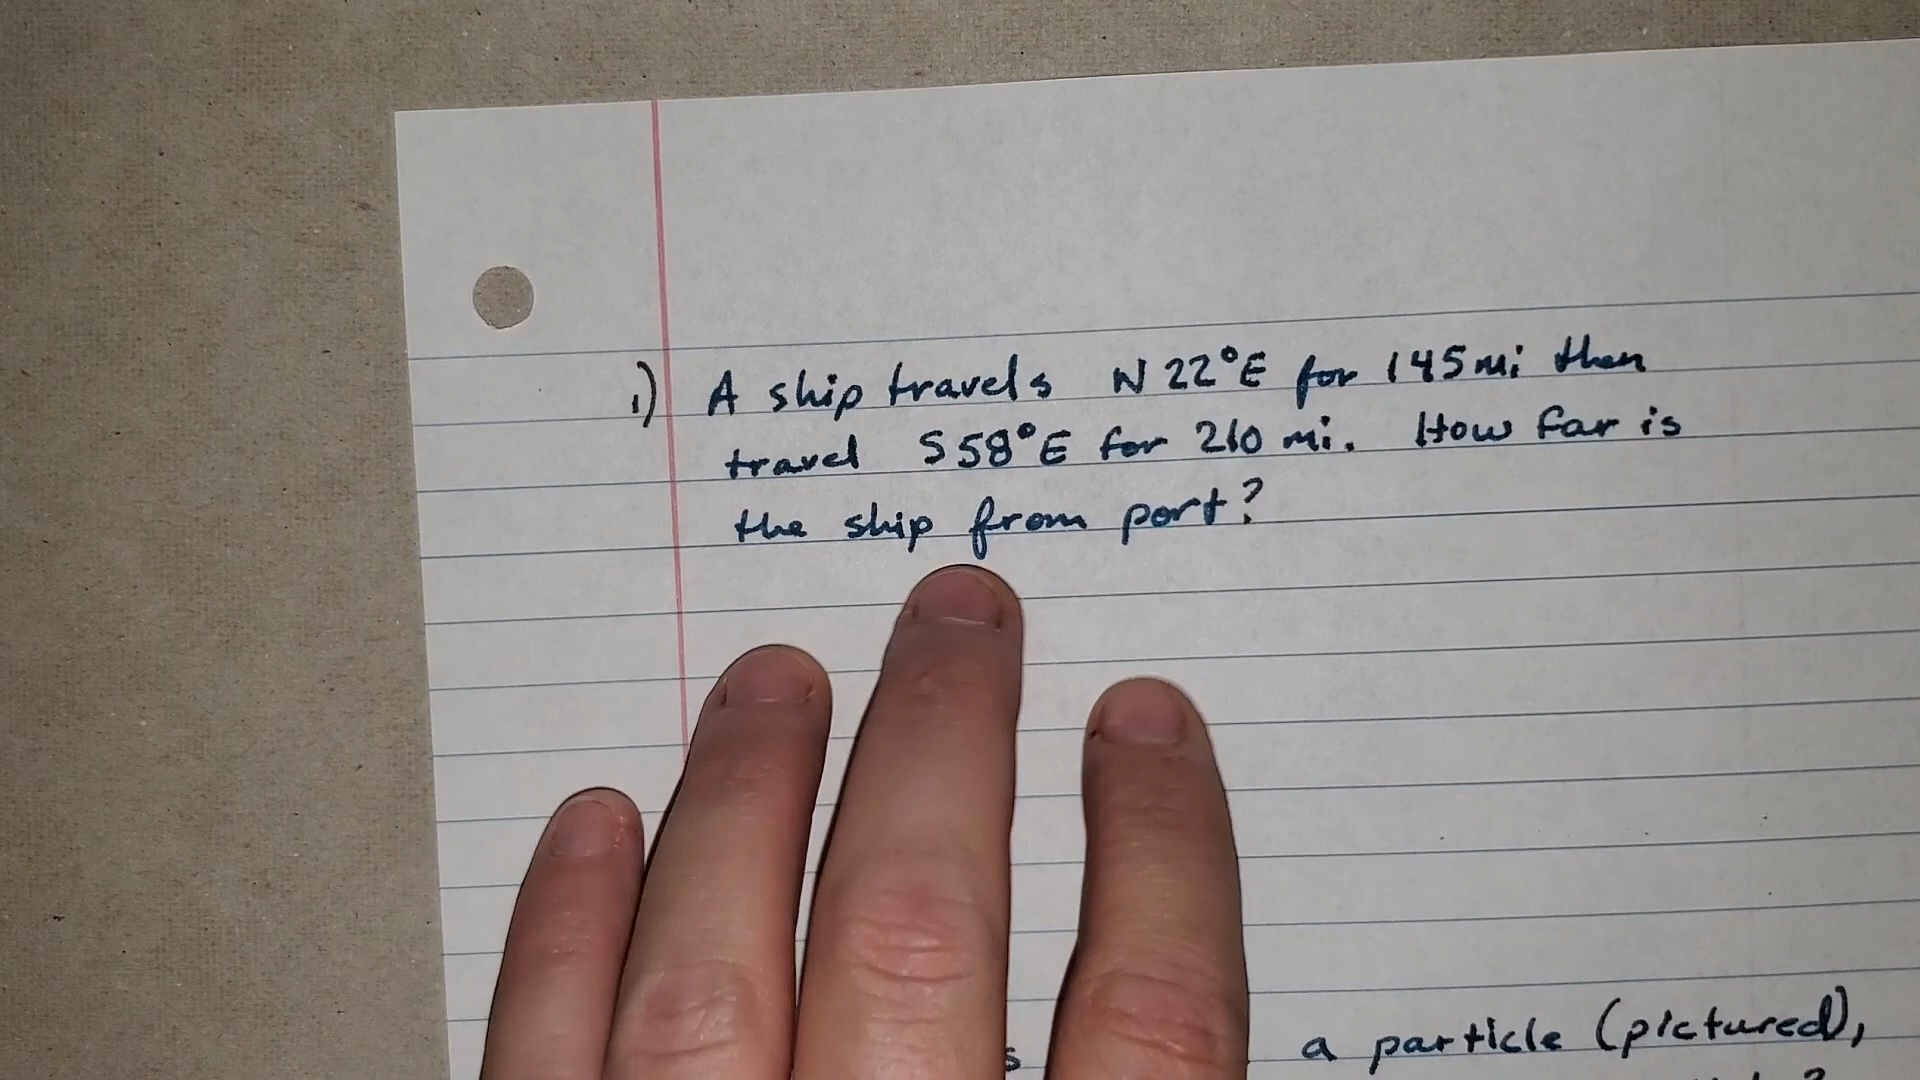 1) A ship travels N 22°E for 145 mi then
travel S 58°E for 210 mi. How far is
the ship from port?
a particle (pictured),